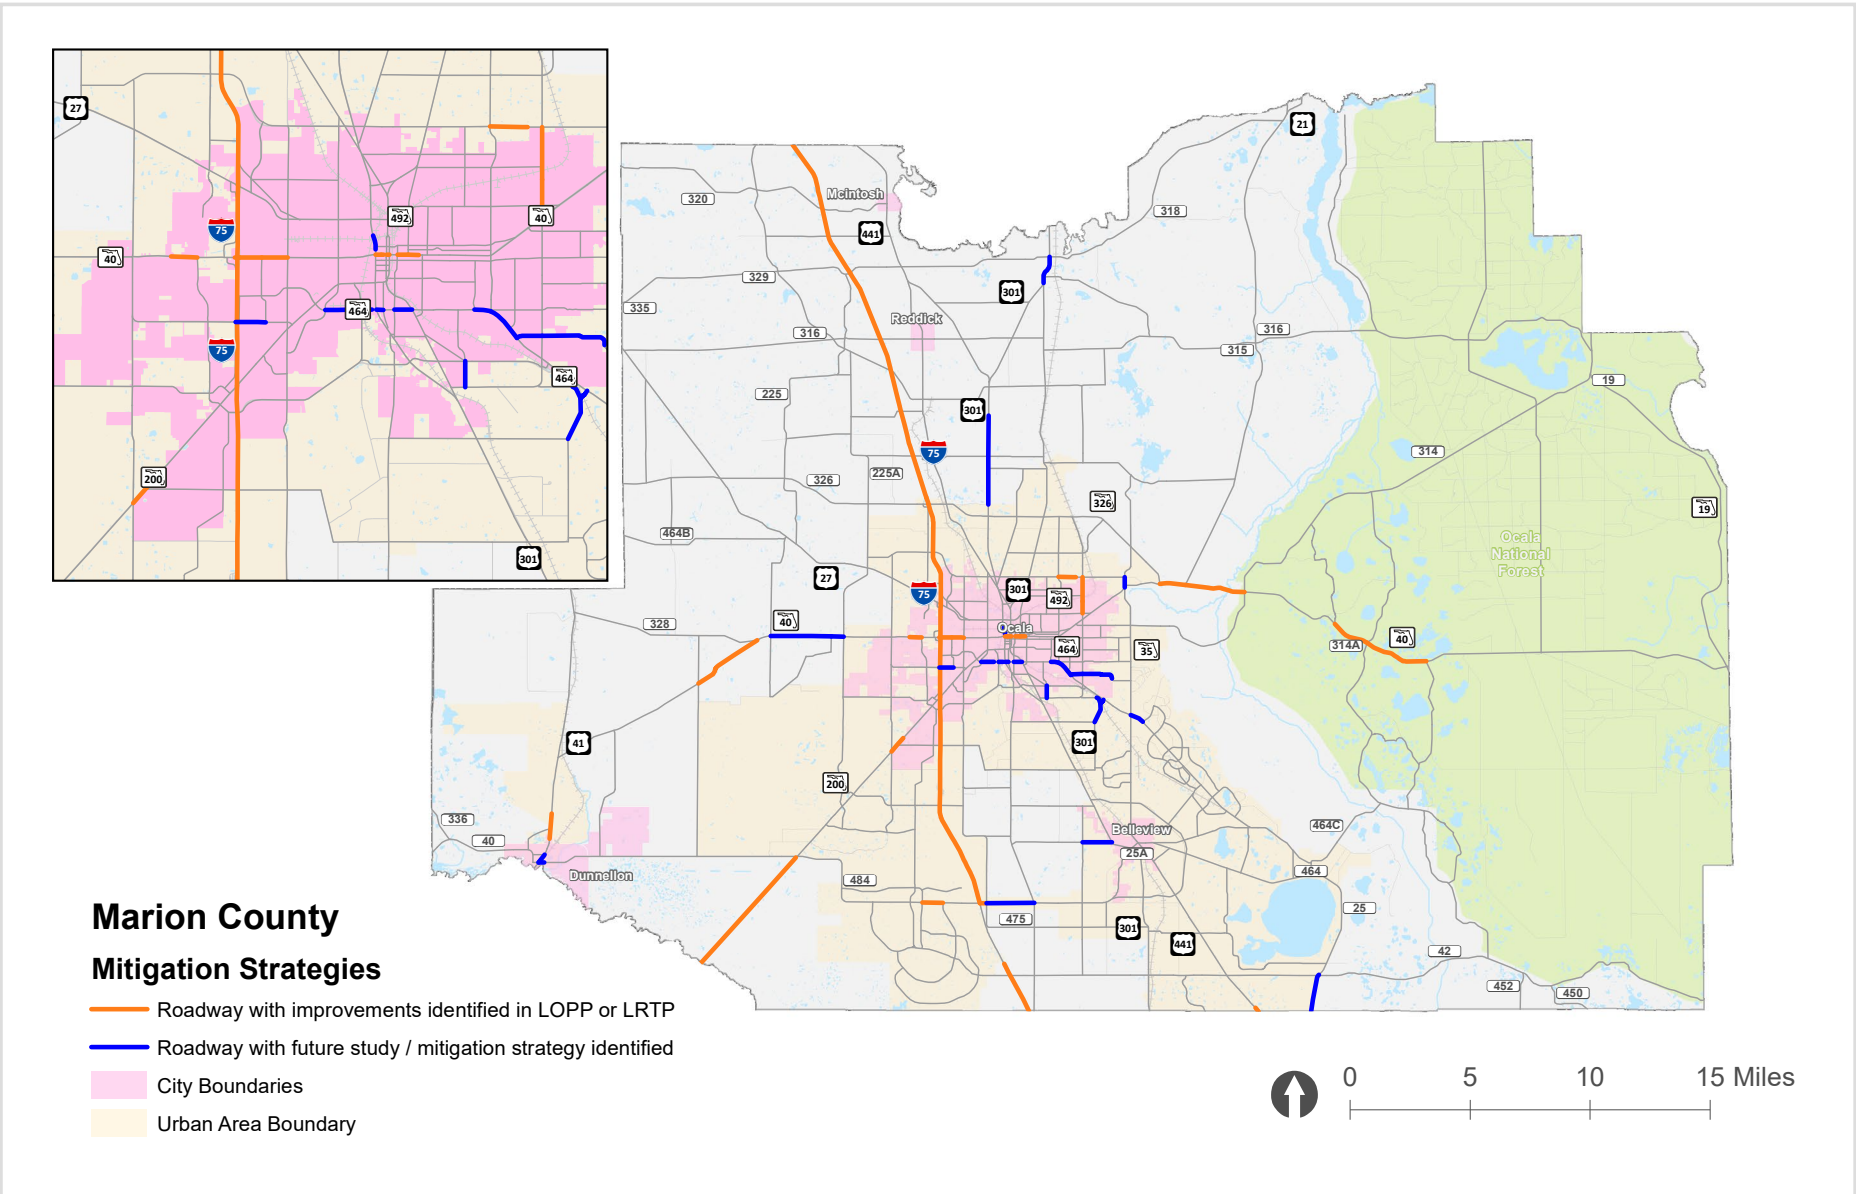 27
75
40
492
40
464
75
464
200
301
21
320
McIntosh
441
318
329
335
301
Reddick
316
316
315
19
225
301
75
314
326
225A
326
19
464B
Ocala
National
Forest
27
75
301
492
40
328
Ocala
464
35
40
314A
41
301
200
336
40
Belleview
464C
25A
Dunnellon
484
464
475
25
301
441
42
452
450
Marion County
Mitigation Strategies
Roadway with improvements identified in LOPP or LRTP
Roadway with future study / mitigation strategy identified
City Boundaries
Urban Area Boundary
0 5 10 15 Miles